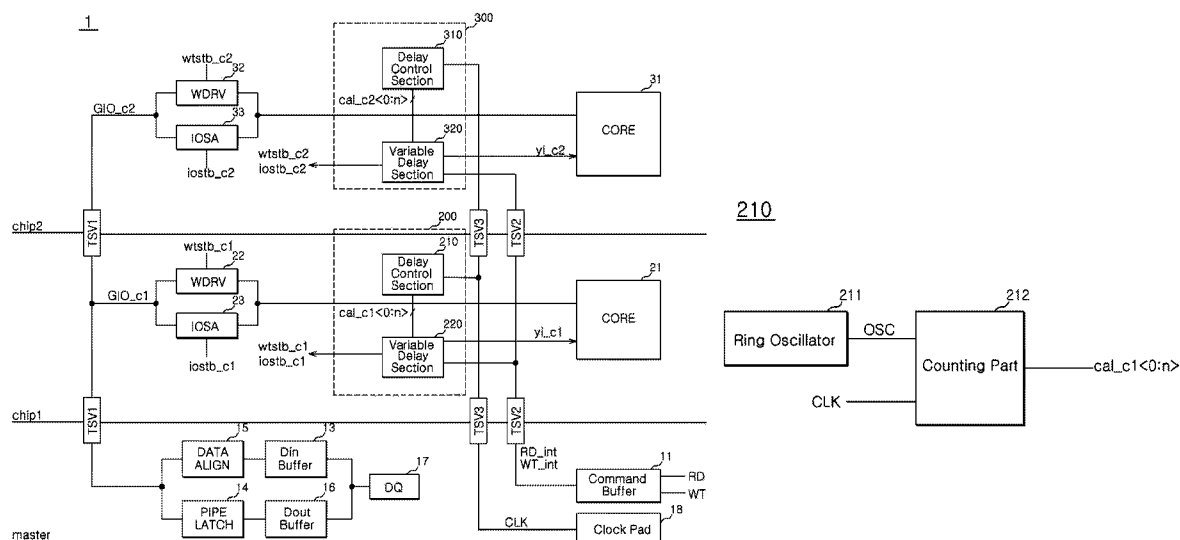 1
300
310
Delay
Control
Section
cal_c2<0:n>
320
Variable
Delay
Section
wtstb_c2
32
WDRV
GIO_c2
33
IOSA
iostb_c2
wtstb_c2
iostb_c2
yi_c2
31
CORE
TSV1
TSV3
TSV2
chip2
200
210
Delay
Control
Section
cal_c1<0:n>
220
Variable
Delay
Section
wtstb_c1
22
WDRV
GIO_c1
23
IOSA
iostb_c1
wtstb_c1
iostb_c1
yi_c1
21
CORE
TSV1
TSV3
TSV2
chip1
15
DATA
ALIGN
13
Din
Buffer
17
DQ
14
PIPE
LATCH
16
Dout
Buffer
RD_int
WT_int
11
Command
Buffer
RD
WT
CLK
18
Clock Pad
master
210
211
Ring Oscillator
OSC
212
Counting Part
CLK
cal_c1<0:n>